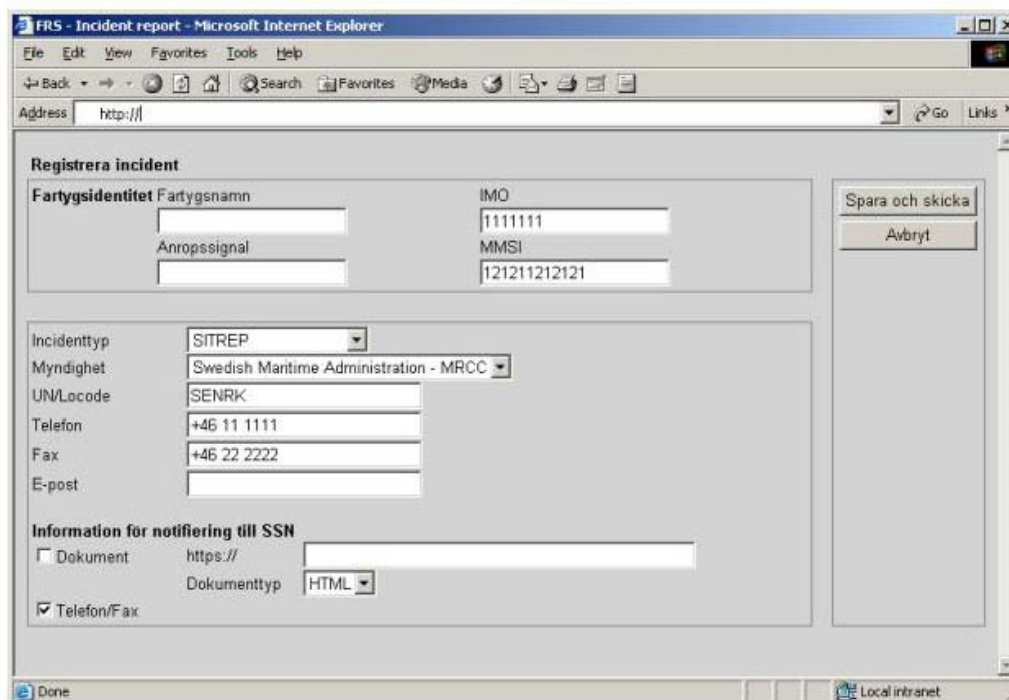 FRS - Incident report - Microsoft Internet Explorer
File Edit View Favorites Tools Help
Back Search Favorites Media
Address http:// Go Links
Registrera incident
Fartygsidentitet Fartygsnamn IMO
1111111
Anropssignal MMSI
121211212121
Spara och skicka
Avbryt
Incidenttyp SITREP
Myndighet Swedish Maritime Administration - MRCC
UN/Locode SENRK
Telefon +46 11 1111
Fax +46 22 2222
E-post
Information för notifiering till SSN
Dokument https://
Dokumenttyp HTML
Telefon/Fax
Done Local intranet